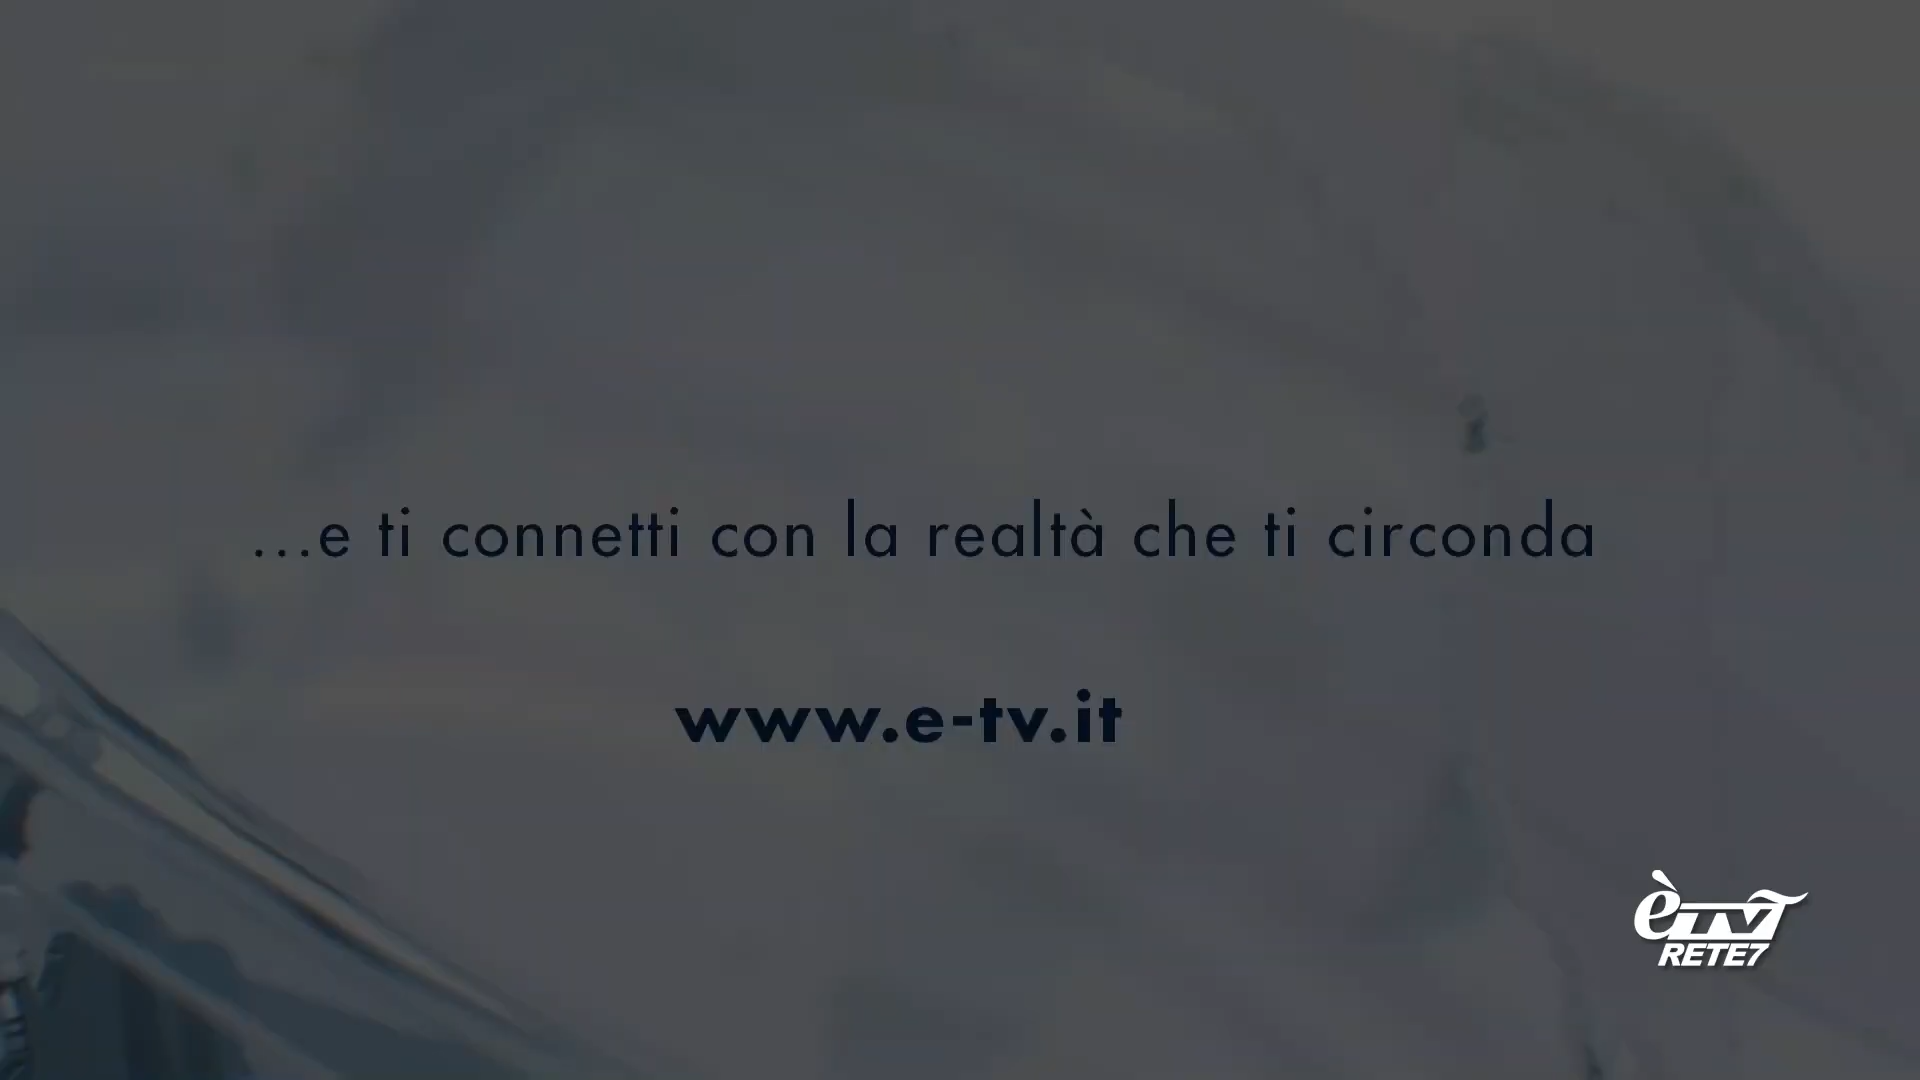 ...e ti connetti con la realtà che ti circonda
www.e-tv.it
èTV
RETE7